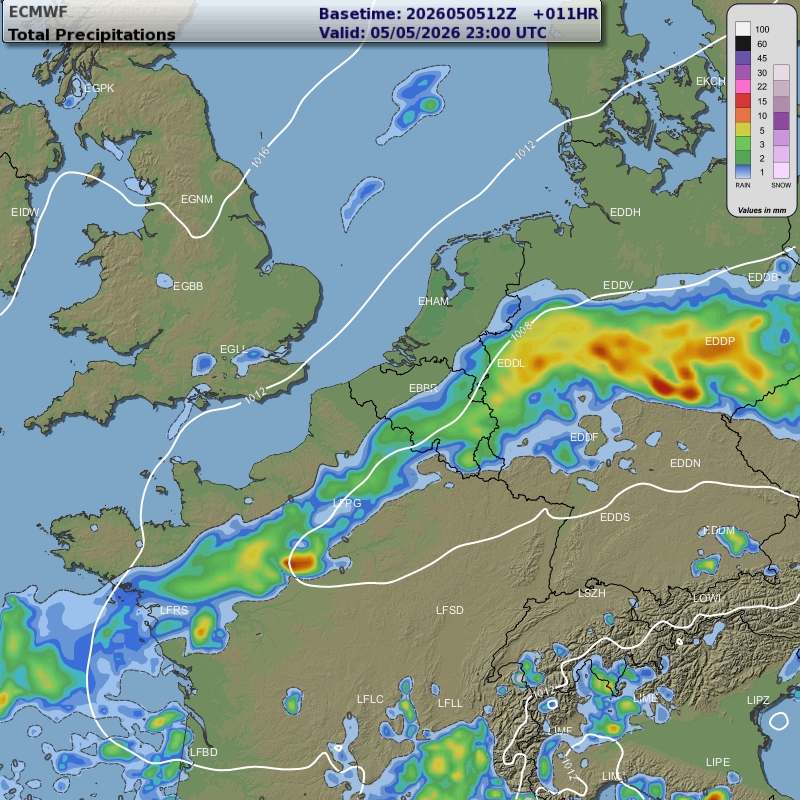 ECMWF
Basetime: 2026050512Z +011HR
Total Precipitations
Valid: 05/05/2026 23:00 UTC
100
60
45
30
22
15
10
5
3
2
1
RAIN SNOW
Values in mm
EGPK
EKCH
1016
1012
EIDW
EGNM
EDDH
EGBB
EDDV
EHAM
1008
EDDP
EGLL
EDDL
EBBR
1012
EDDF
EDDN
LFPG
EDDS
EDDM
LFRS
LFSD
LSZH
LOWI
1012
LFLC
LFLL
LIML
LIPZ
LIMF
LFBD
LIPE
1012